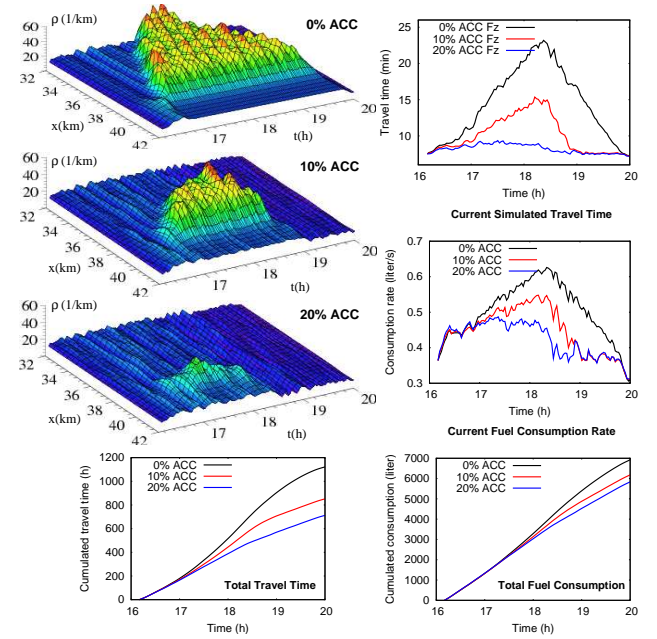 ρ (1/km)
60
40
20
0% ACC
32
34
36
38
40
42
x(km)
17
18
19
20
t(h)
ρ (1/km)
60
40
20
10% ACC
32
34
36
38
40
42
x(km)
17
18
19
20
t(h)
ρ (1/km)
60
40
20
20% ACC
32
34
36
38
40
42
x(km)
17
18
19
20
t(h)
0% ACC Fz
10% ACC Fz
20% ACC Fz
Travel time (min)
25
20
15
10
16 17 18 19 20
Time (h)
Current Simulated Travel Time
0% ACC
10% ACC
20% ACC
Consumption rate (liter/s)
0.7
0.6
0.5
0.4
0.3
16 17 18 19 20
Time (h)
Current Fuel Consumption Rate
0% ACC
10% ACC
20% ACC
Cumulated travel time (h)
1200
1000
800
600
400
200
0
Total Travel Time
16 17 18 19 20
Time (h)
0% ACC
10% ACC
20% ACC
Cumulated consumption (liter)
7000
6000
5000
4000
3000
2000
1000
0
Total Fuel Consumption
16 17 18 19 20
Time (h)